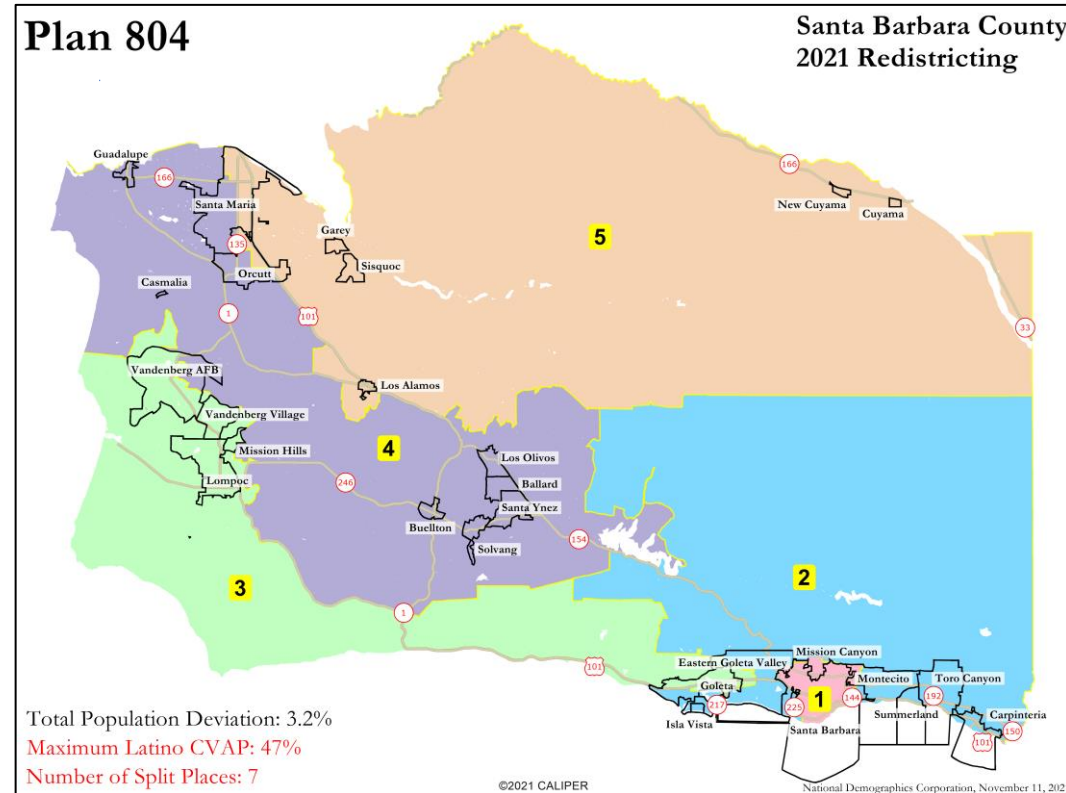 Plan 804
Santa Barbara County
2021 Redistricting
Guadalupe
166
Santa Maria
135
Orcutt
Garey
Sisquoc
Casmalia
1
101
166
New Cuyama
Cuyama
5
33
Vandenberg AFB
Vandenberg Village
Mission Hills
Lompoc
Los Alamos
4
246
Los Olivos
Ballard
Santa Ynez
Buellton
Solvang
154
3
1
2
101
Mission Canyon
Eastern Goleta Valley
Goleta
Montecito
Toro Canyon
1
144
192
217
225
Isla Vista
Santa Barbara
Summerland
Carpinteria
150
101
Total Population Deviation: 3.2%
Maximum Latino CVAP: 47%
Number of Split Places: 7
©2021 CALIPER
National Demographics Corporation, November 11, 202